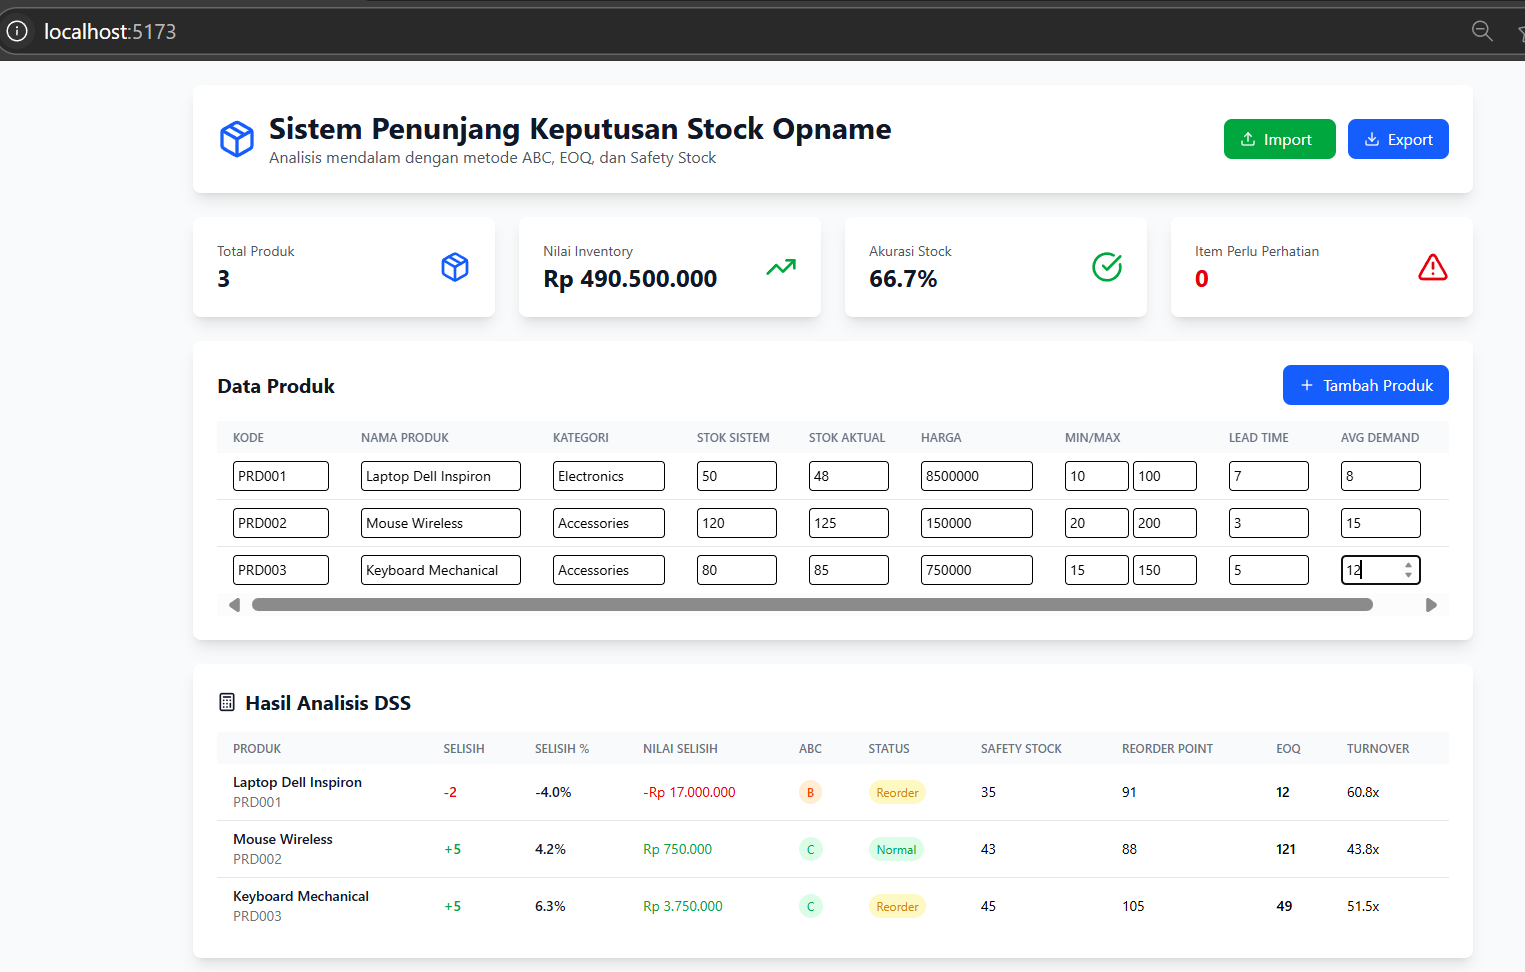 localhost:5173
Sistem Penunjang Keputusan Stock Opname
Analisis mendalam dengan metode ABC, EOQ, dan Safety Stock
Import
Export
Total Produk
3
Nilai Inventory
Rp 490.500.000
Akurasi Stock
66.7%
Item Perlu Perhatian
0
Data Produk
+ Tambah Produk
KODE NAMA PRODUK KATEGORI STOK SISTEM STOK AKTUAL HARGA MIN/MAX LEAD TIME AVG DEMAND
PRD001 Laptop Dell Inspiron Electronics 50 48 8500000 10 100 7 8
PRD002 Mouse Wireless Accessories 120 125 150000 20 200 3 15
PRD003 Keyboard Mechanical Accessories 80 85 750000 15 150 5 12
Hasil Analisis DSS
PRODUK SELISIH SELISIH % NILAI SELISIH ABC STATUS SAFETY STOCK REORDER POINT EOQ TURNOVER
Laptop Dell Inspiron
PRD001
-2 -4.0% -Rp 17.000.000 B Reorder 35 91 12 60.8x
Mouse Wireless
PRD002
+5 4.2% Rp 750.000 C Normal 43 88 121 43.8x
Keyboard Mechanical
PRD003
+5 6.3% Rp 3.750.000 C Reorder 45 105 49 51.5x